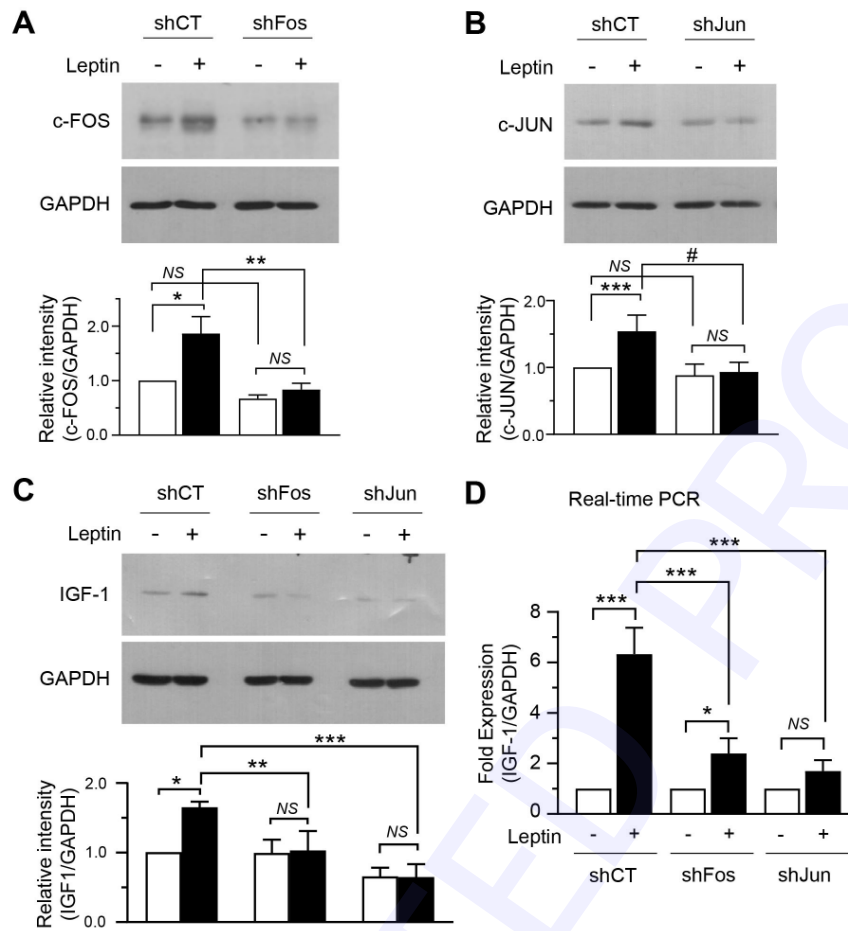 A
shCT shFos
Leptin - + - +
c-FOS
GAPDH
NS
**
*
NS
Relative intensity
(c-FOS/GAPDH)
2.0
1.0
0.0
B
shCT shJun
Leptin - + - +
c-JUN
GAPDH
NS
#
***
NS
Relative intensity
(c-JUN/GAPDH)
2.0
1.0
0.0
C
shCT shFos shJun
Leptin - + - + - +
IGF-1
GAPDH
***
*
**
NS
NS
Relative intensity
(IGF1/GAPDH)
2.0
1.0
0.0
D
Real-time PCR
***
***
***
*
NS
Fold Expression
(IGF-1/GAPDH)
8
6
4
2
0
Leptin - + - + - +
shCT shFos shJun